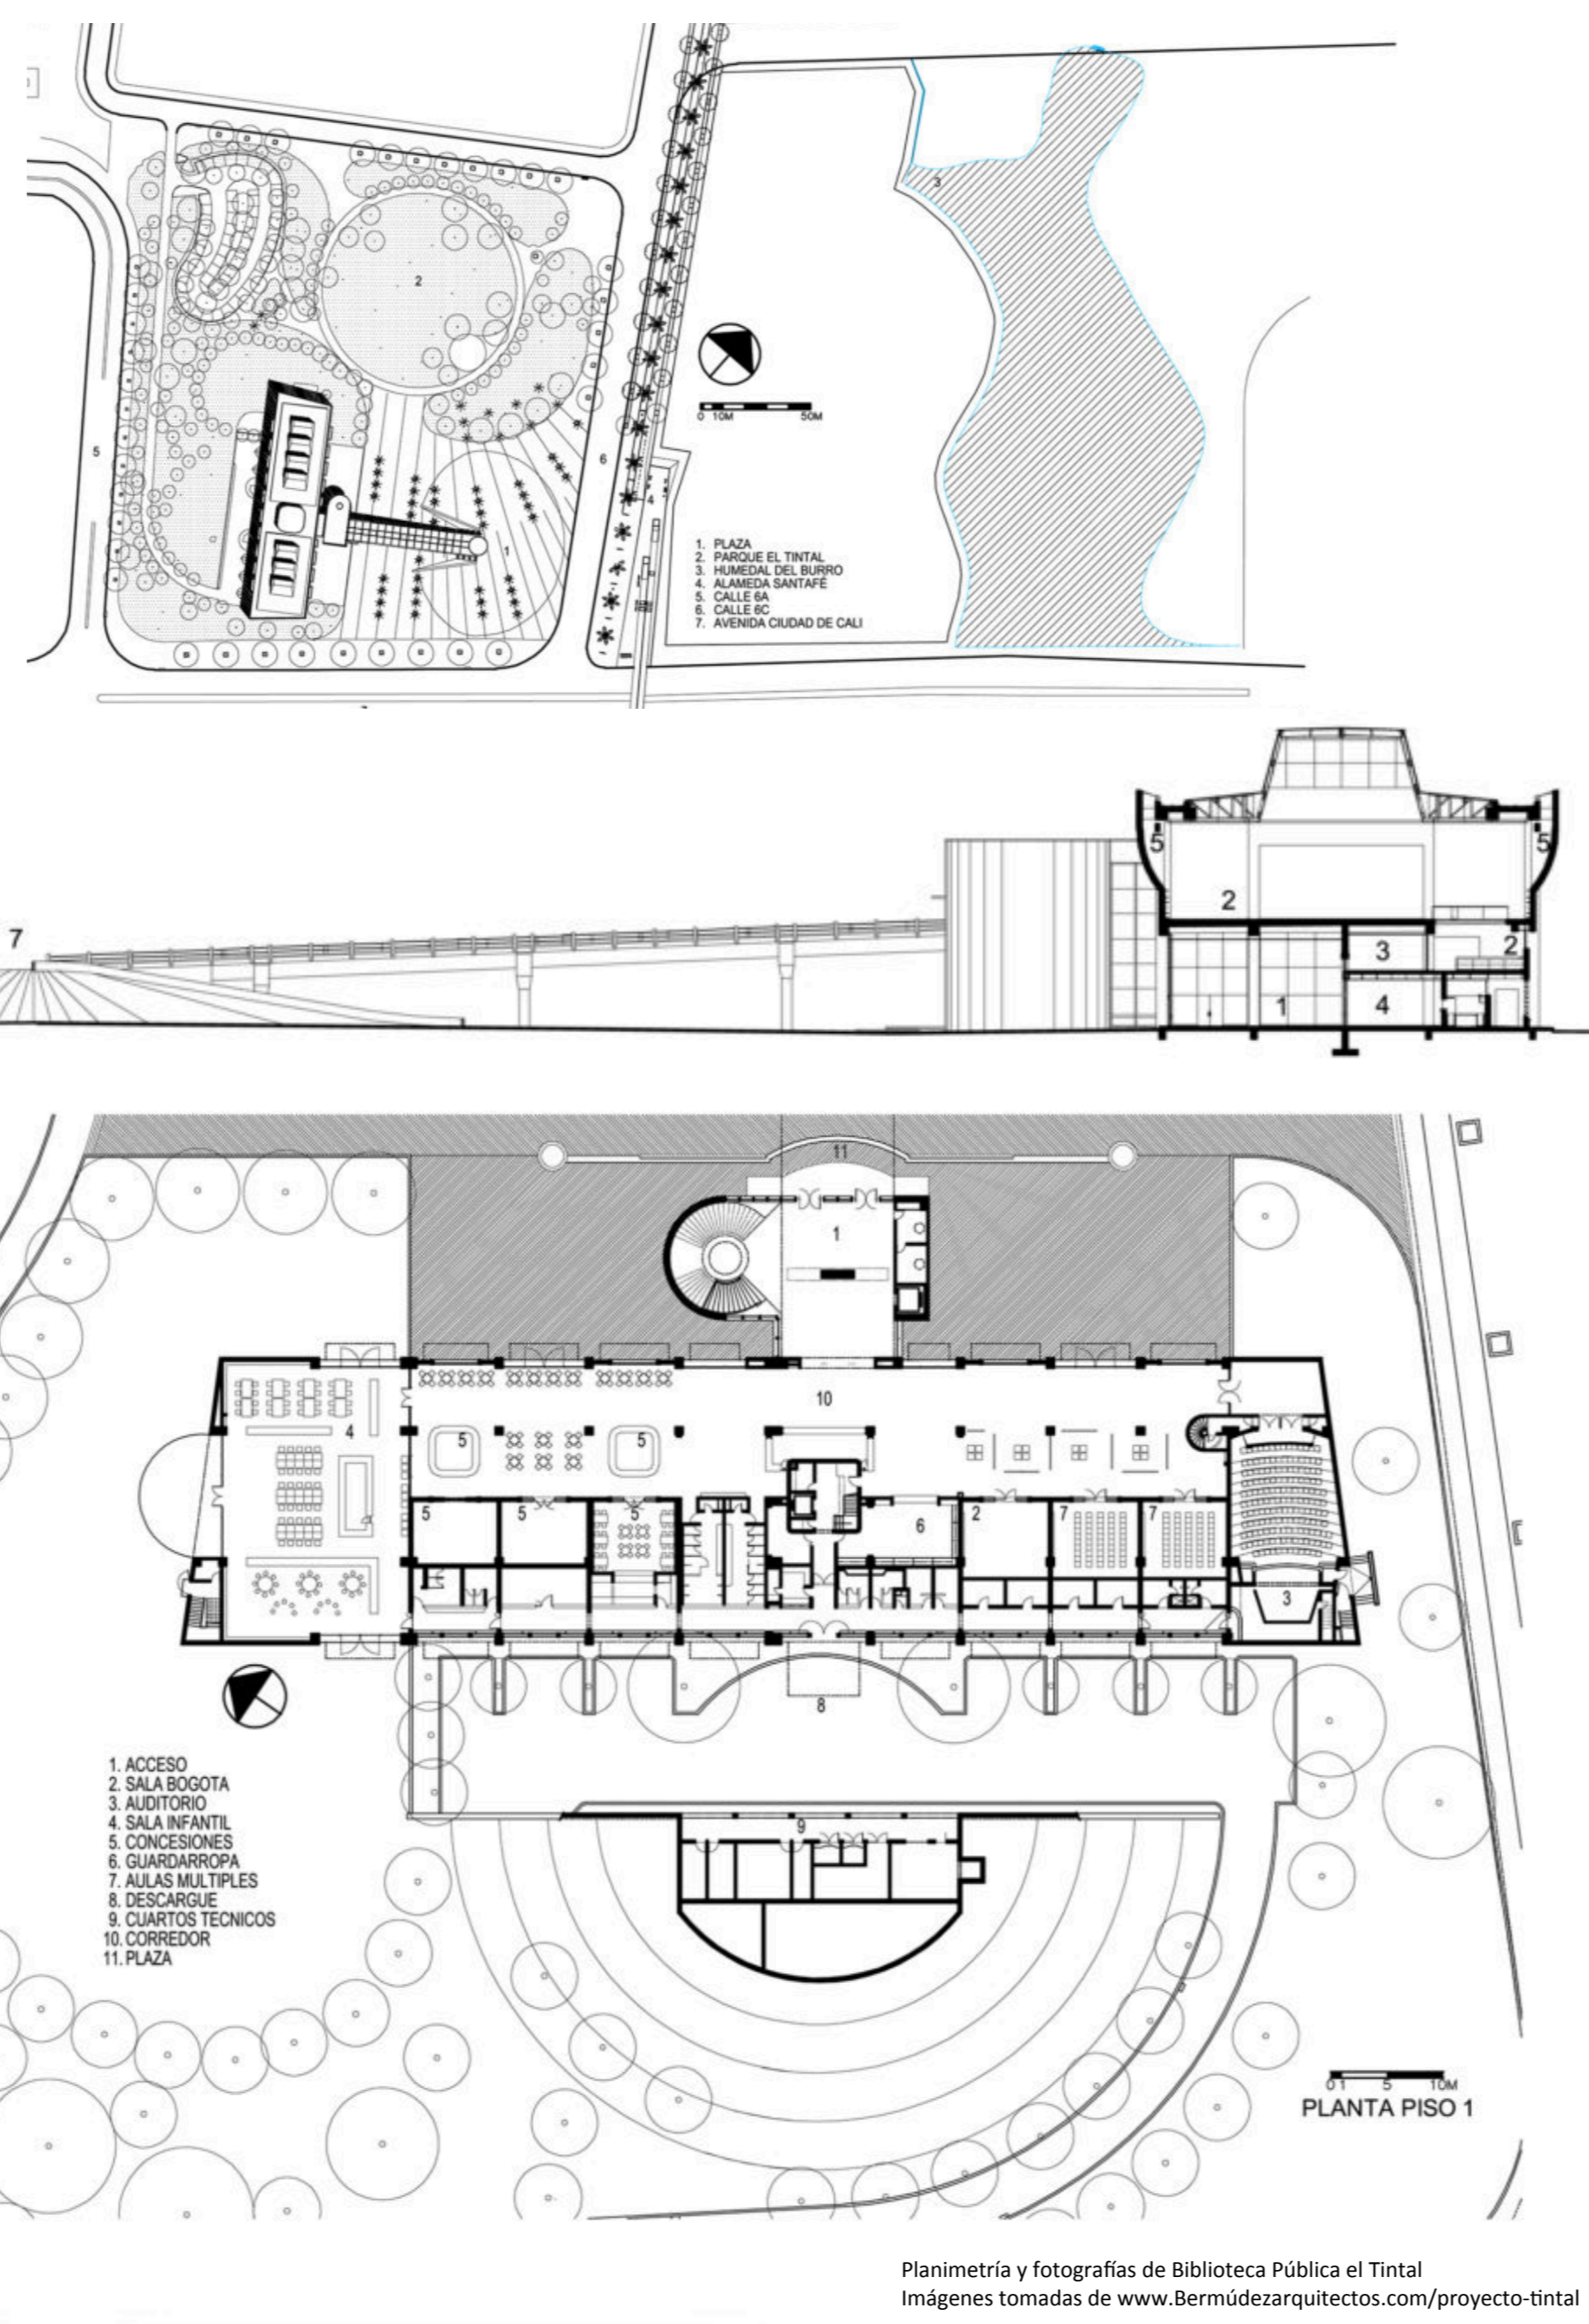 2
3
5
6
4
1
0 10M 50M
1. PLAZA
2. PARQUE EL TINTAL
3. HUMEDAL DEL BURRO
4. ALAMEDA SANTAFÉ
5. CALLE 6A
6. CALLE 6C
7. AVENIDA CIUDAD DE CALI
5 5
2
7
3 2
1 4
11
1
10
4 5 5
5 5 5 6 2 7 7
3
8
1. ACCESO
2. SALA BOGOTA
3. AUDITORIO
4. SALA INFANTIL
5. CONCESIONES
6. GUARDARROPA
7. AULAS MULTIPLES
8. DESCARGUE
9. CUARTOS TECNICOS
10. CORREDOR
11. PLAZA
9
0 1 5 10M
PLANTA PISO 1
Planimetría y fotografías de Biblioteca Pública el Tintal
Imágenes tomadas de www.Bermúdezarquitectos.com/proyecto-tintal